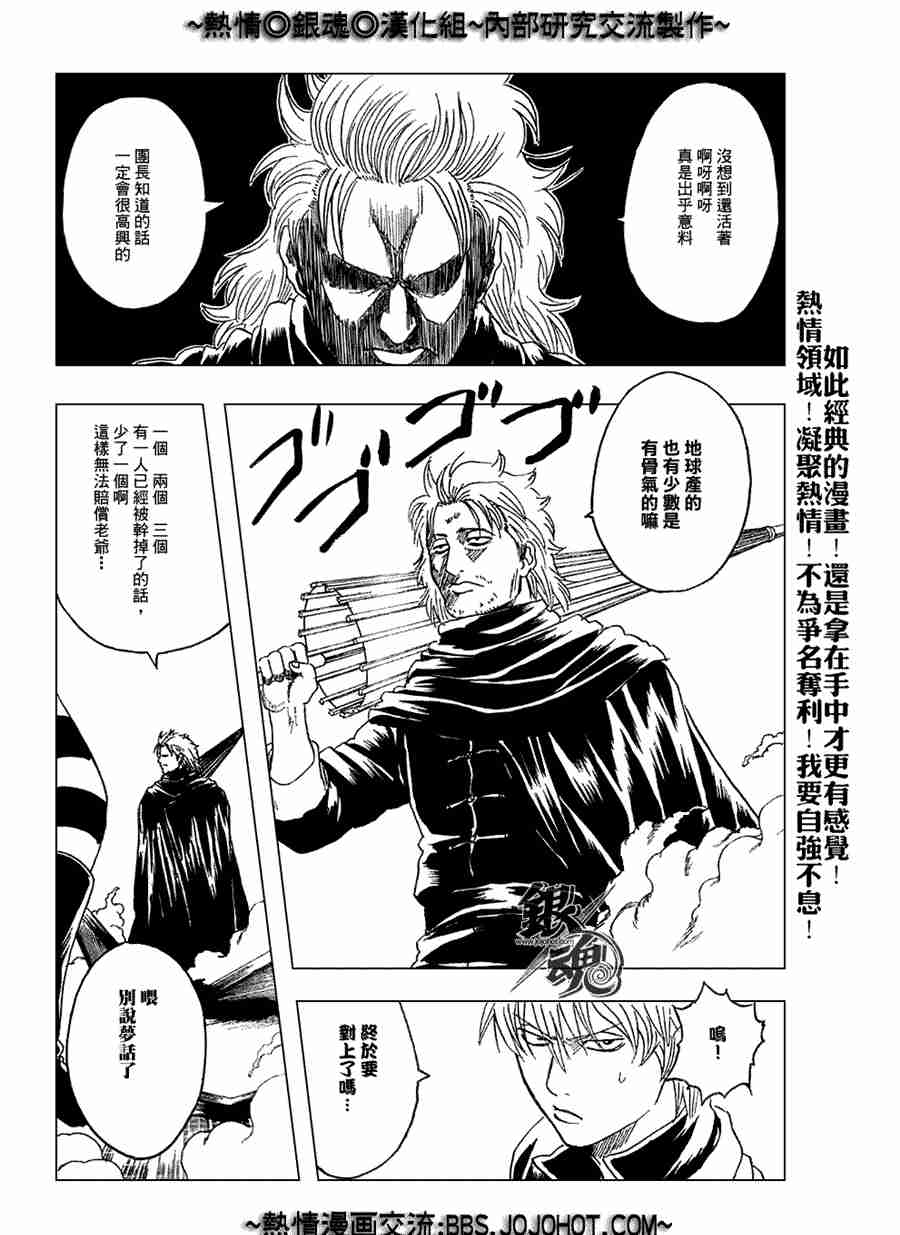 ~熱情◎銀魂◎漢化組~內部研究交流製作~
沒想到還活著
啊呀啊呀
真是出乎意料
團長知道的話
一定會很高興的
地球產的
也有少數是
有骨氣的嘛
ゴゴゴゴ
一個 兩個 三個
有一人已經被幹掉了的話，
少了一個啊
這樣無法賠償老爺…
喂
別說夢話了
嗚！
終於要
對上了嗎…
銀魂
www.jojohot.com
如此經典的漫畫！還是拿在手中才更有感覺！
熱情領域！凝聚熱情！不為爭名奪利！我要自強不息！
~熱情漫画交流:BBS.JOJOHOT.COM/~